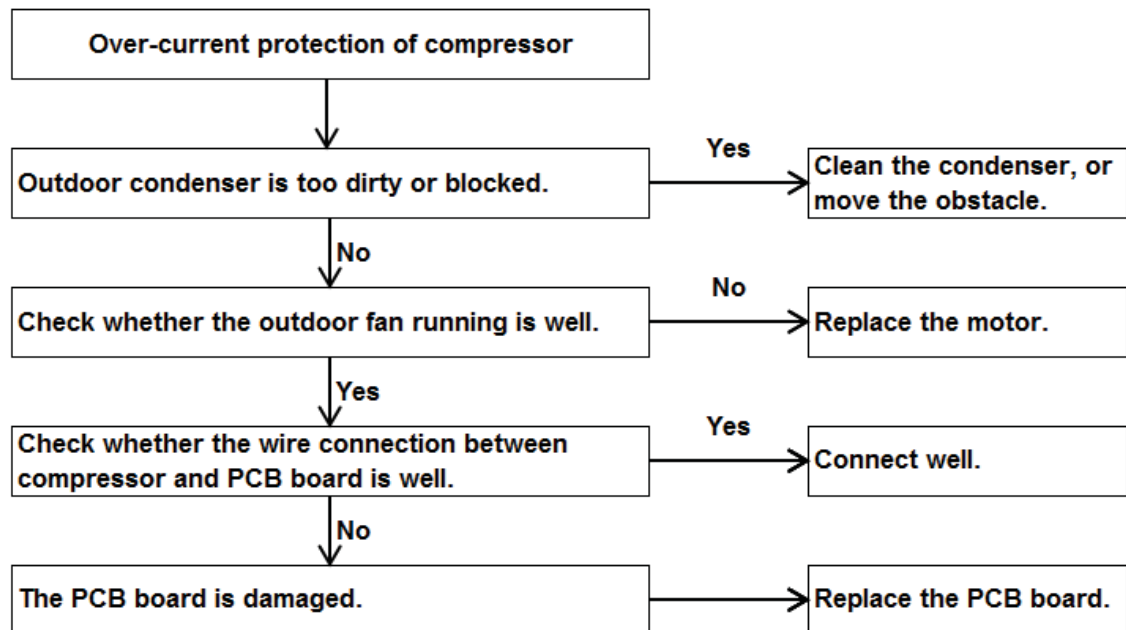 Over-current protection of compressor
Yes
Outdoor condenser is too dirty or blocked.
Clean the condenser, or
move the obstacle.
No
No
Check whether the outdoor fan running is well.
Replace the motor.
Yes
Yes
Check whether the wire connection between
compressor and PCB board is well.
Connect well.
No
The PCB board is damaged.
Replace the PCB board.